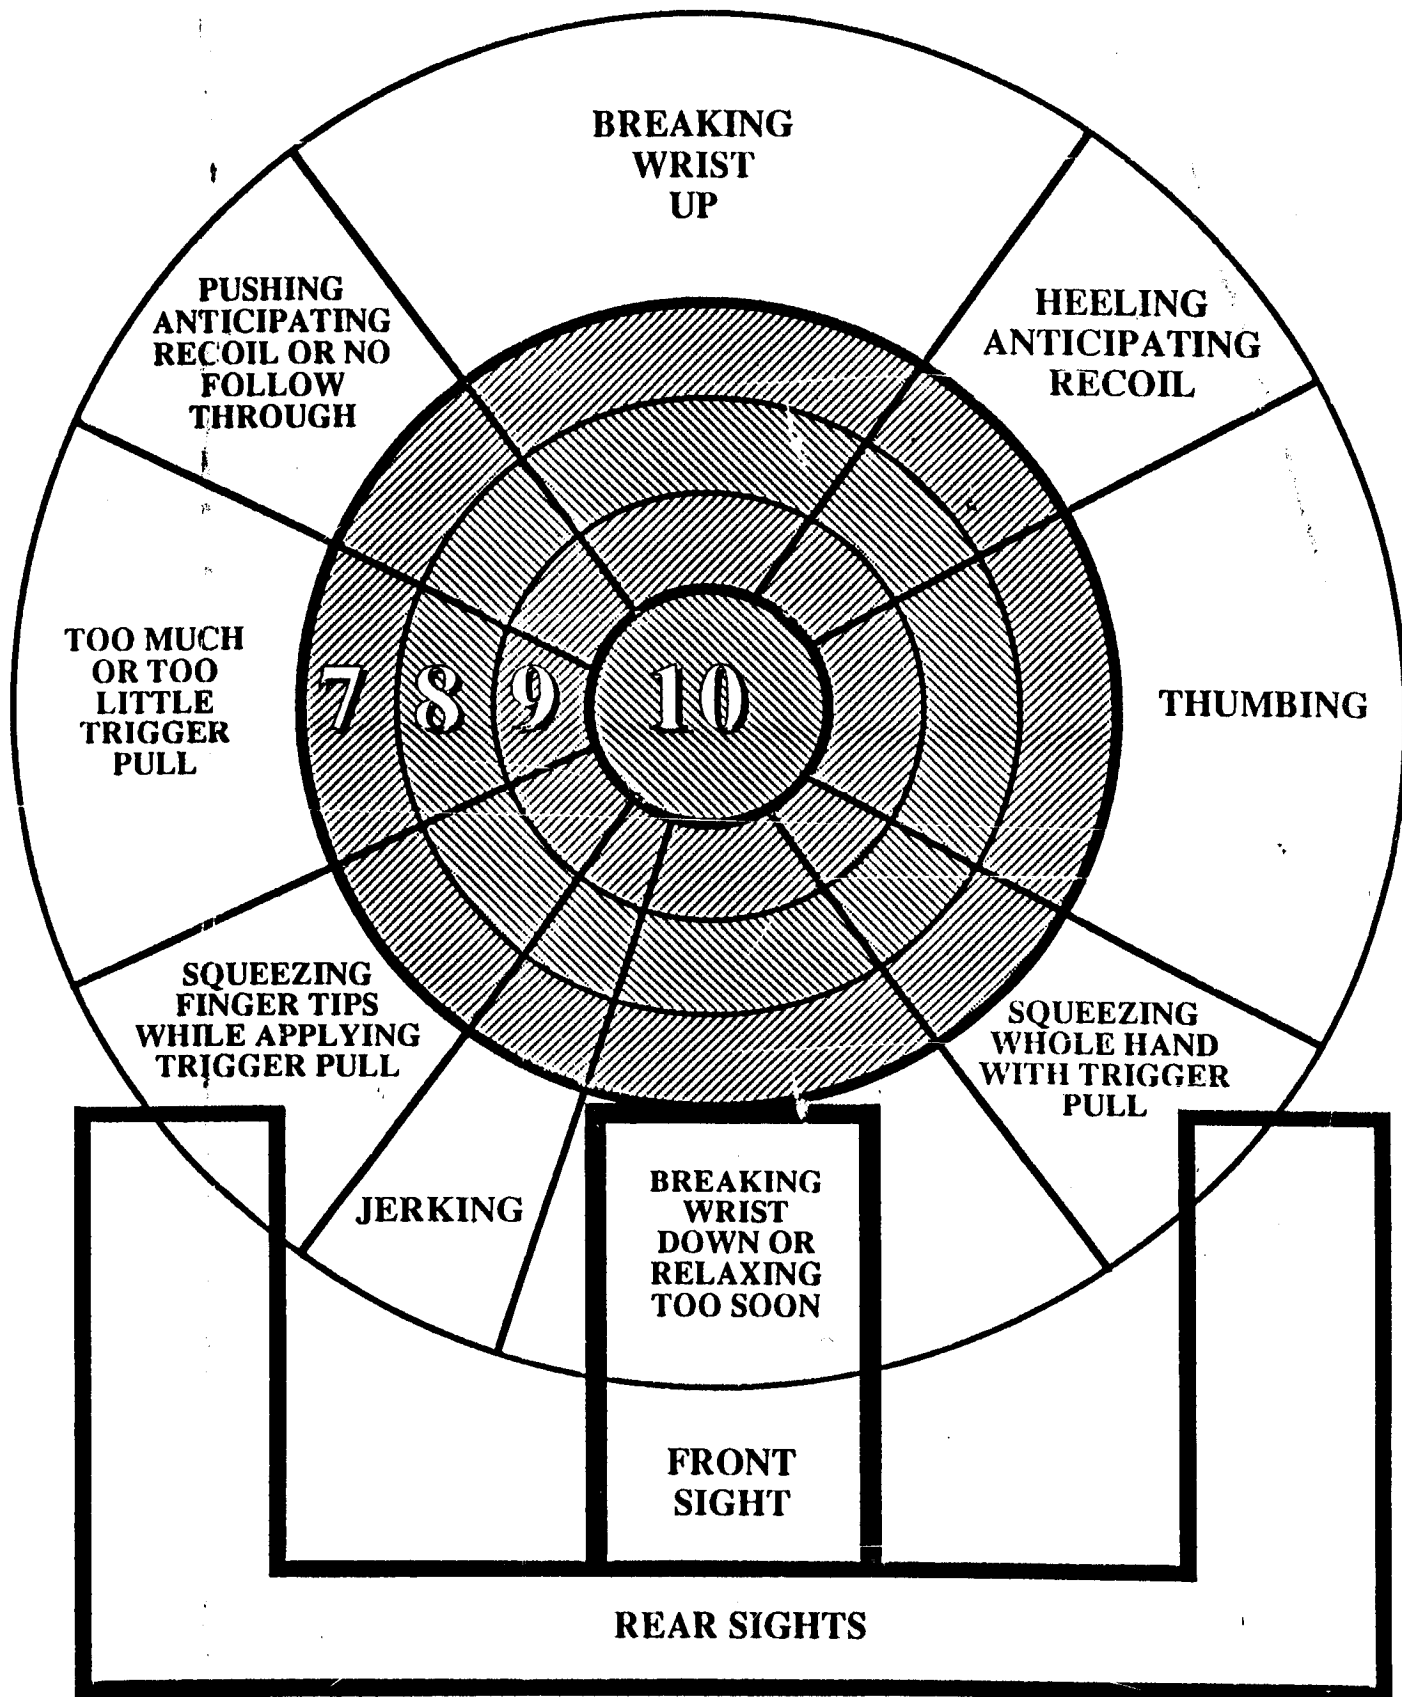 BREAKING
WRIST
UP
PUSHING
ANTICIPATING
RECOIL OR NO
FOLLOW
THROUGH
HEELING
ANTICIPATING
RECOIL
TOO MUCH
OR TOO
LITTLE
TRIGGER
PULL
7 8 9 10
THUMBING
SQUEEZING
FINGER TIPS
WHILE APPLYING
TRIGGER PULL
SQUEEZING
WHOLE HAND
WITH TRIGGER
PULL
JERKING
BREAKING
WRIST
DOWN OR
RELAXING
TOO SOON
FRONT
SIGHT
REAR SIGHTS